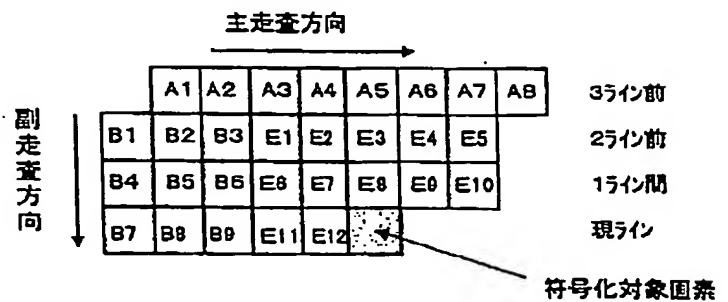 主走査方向
A1 A2 A3 A4 A5 A6 A7 A8 3ライン前
副走査方向
B1 B2 B3 E1 E2 E3 E4 E5 2ライン前
B4 B5 B6 E6 E7 E8 E9 E10 1ライン間
B7 B8 B9 E11 E12 現ライン
符号化対象画素